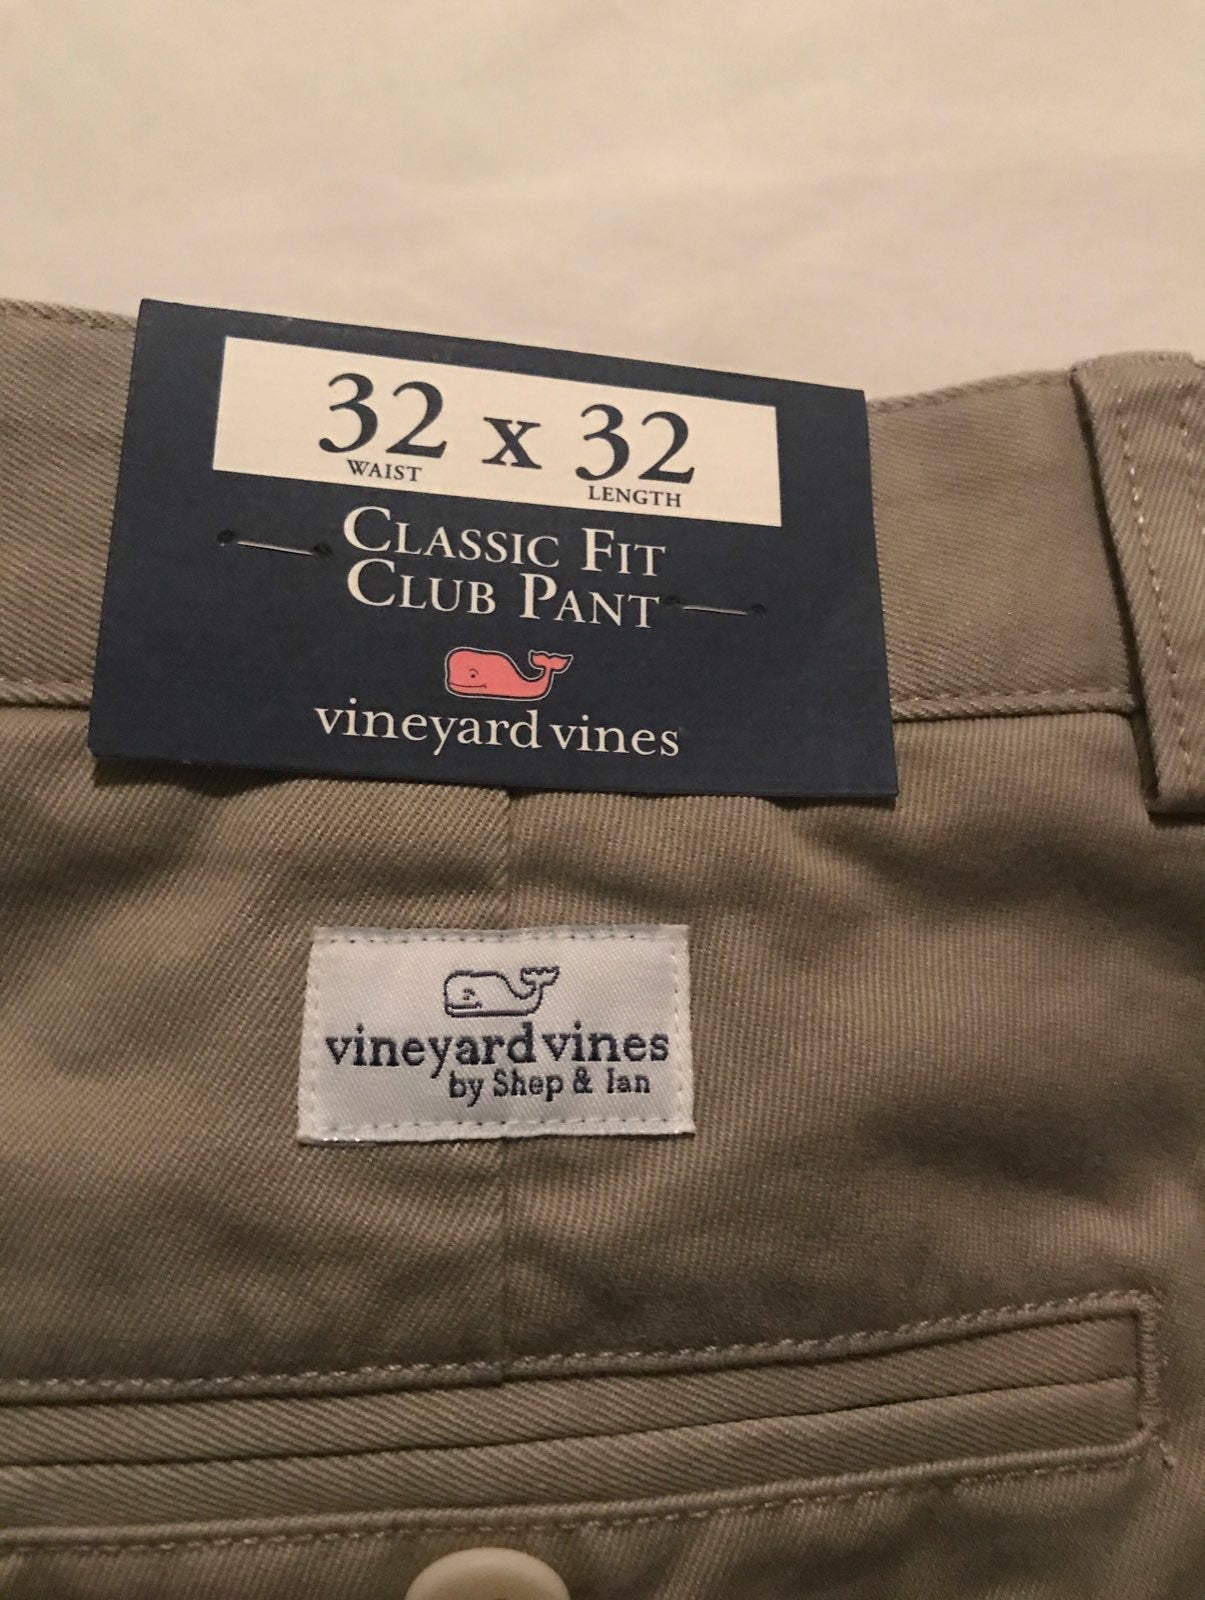 32 x 32
WAIST LENGTH
CLASSIC FIT
CLUB PANT
vineyard vines
vineyard vines
by Shep & Ian